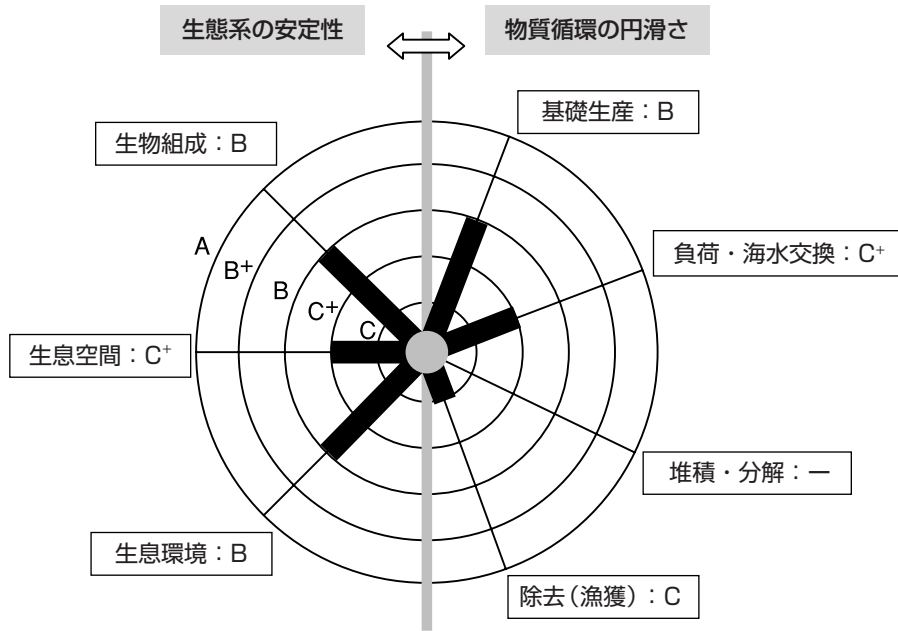 生態系の安定性
物質循環の円滑さ
基礎生産：B
生物組成：B
負荷・海水交換：C⁺
A
B⁺
B
C⁺
C
生息空間：C⁺
堆積・分解：ー
生息環境：B
除去（漁獲）：C